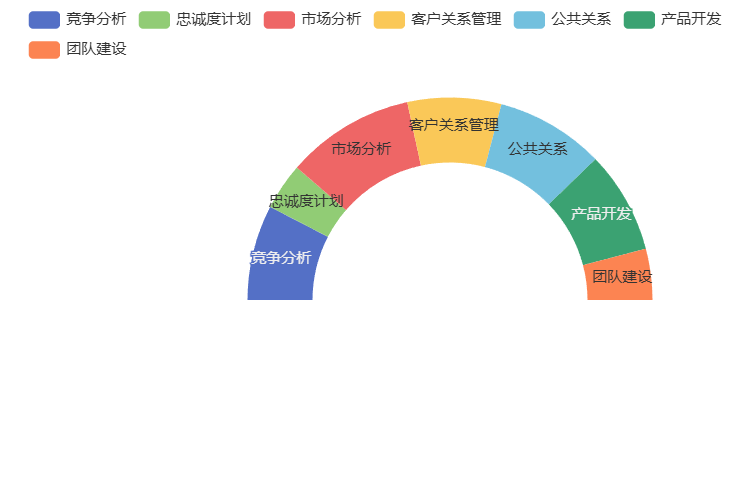 竞争分析 忠诚度计划 市场分析 客户关系管理 公共关系 产品开发
团队建设
客户关系管理
市场分析
公共关系
忠诚度计划
产品开发
竞争分析
团队建设